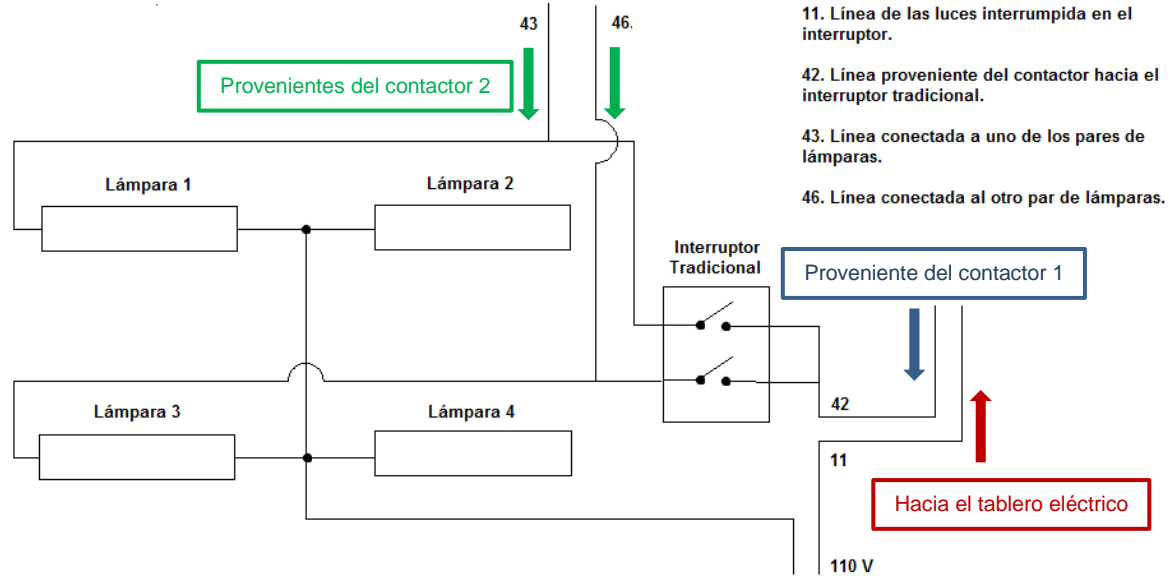 43
46.
Provenientes del contactor 2
11. Línea de las luces interrumpida en el
interruptor.
42. Línea proveniente del contactor hacia el
interruptor tradicional.
43. Línea conectada a uno de los pares de
lámparas.
46. Línea conectada al otro par de lámparas.
Lámpara 1
Lámpara 2
Interruptor
Tradicional
Proveniente del contactor 1
Lámpara 3
Lámpara 4
42
11
Hacia el tablero eléctrico
110 V